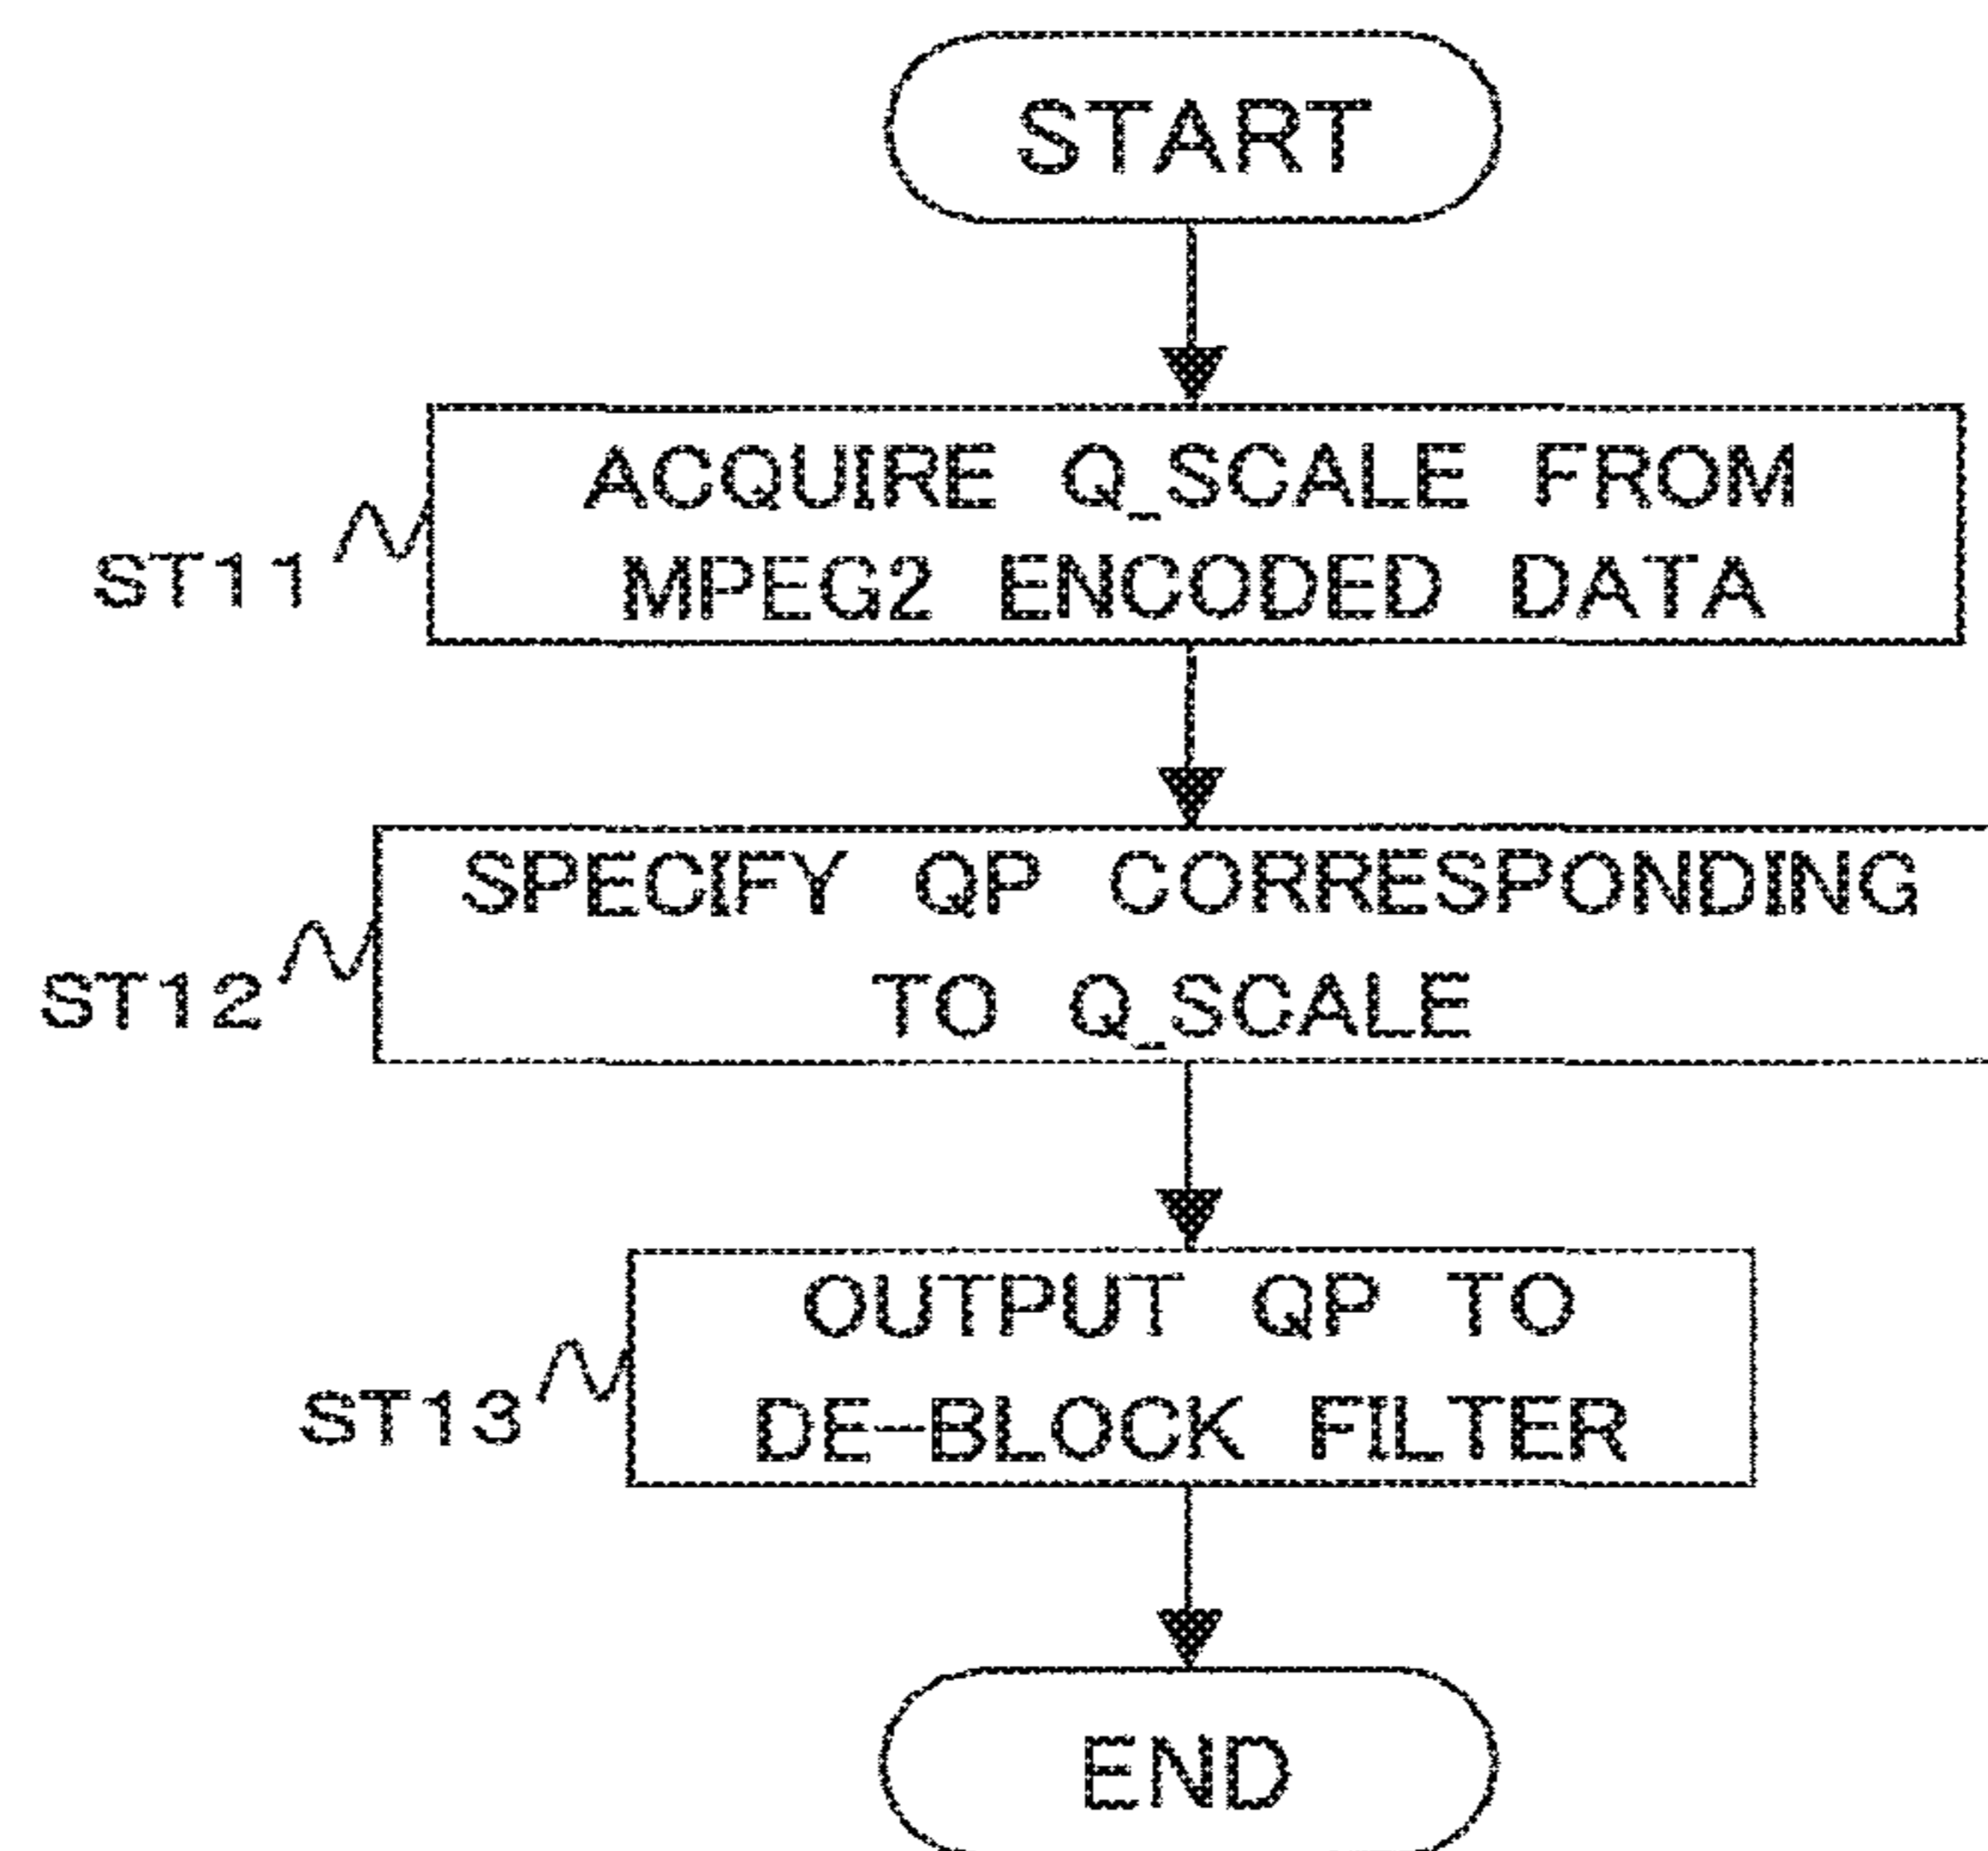 START
ACQUIRE Q_SCALE FROM
MPEG2 ENCODED DATA
ST11
SPECIFY QP CORRESPONDING
TO Q_SCALE
ST12
OUTPUT QP TO
DE-BLOCK FILTER
ST13
END